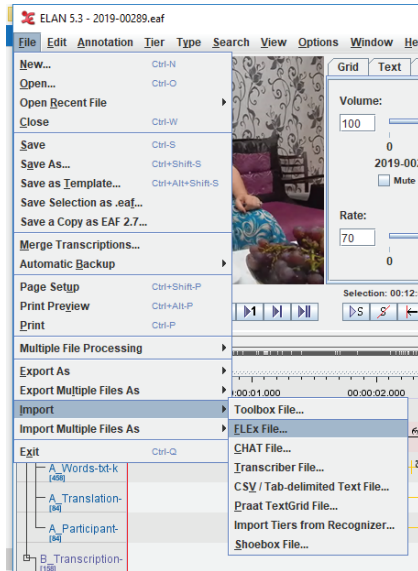 ELAN 5.3 - 2019-00289.eaf
File Edit Annotation Tier Type Search View Options Window He
New... Ctrl-N
Open... Ctrl-O
Open Recent File
Close Ctrl-W
Save Ctrl-S
Save As... Ctrl+Shift-S
Save as Template... Ctrl+Alt+Shift-S
Save Selection as .eaf...
Save a Copy as EAF 2.7...
Merge Transcriptions...
Automatic Backup
Page Setup Ctrl+Shift-P
Print Preview Ctrl+Alt-P
Print Ctrl-P
Multiple File Processing
Export As
Export Multiple Files As
Import
Import Multiple Files As
Exit Ctrl-Q
Grid Text
Volume:
100
0
2019-002
Mute
Rate:
70
0
Selection: 00:12:
1 S S
00:01.000 00:00:02.000
Toolbox File...
FLEx File...
CHAT File...
Transcriber File...
CSV / Tab-delimited Text File...
Praat TextGrid File...
Import Tiers from Recognizer...
Shoebox File...
A_Words-txt-k
[458]
A_Translation-
[84]
A_Participant-
[84]
B_Transcription-
[158]